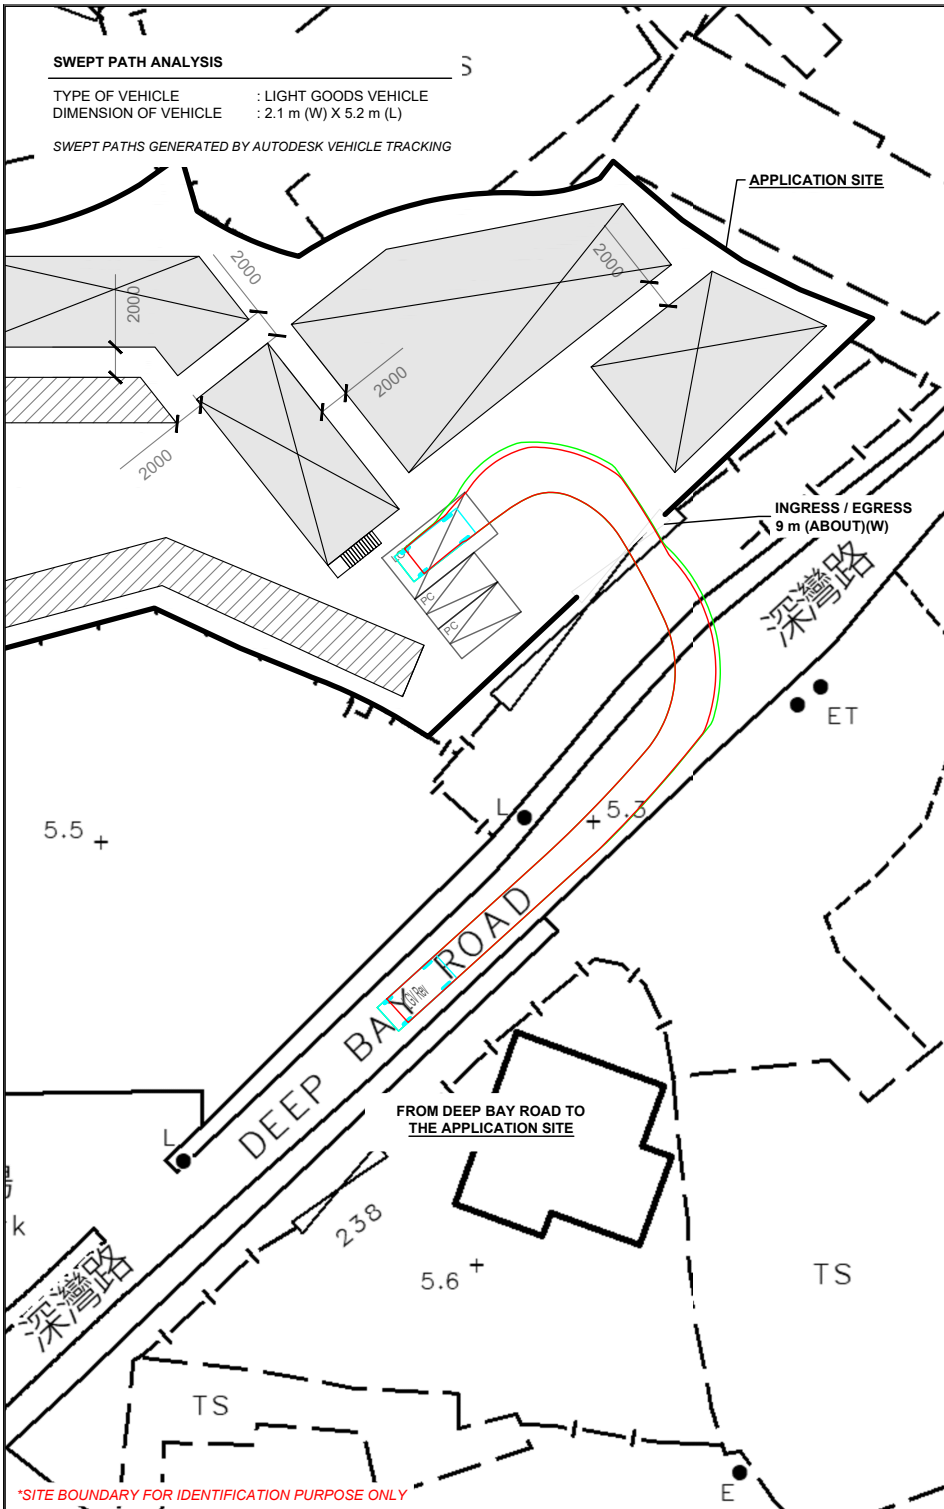 SWEPT PATH ANALYSIS
TYPE OF VEHICLE : LIGHT GOODS VEHICLE
DIMENSION OF VEHICLE : 2.1 m (W) X 5.2 m (L)
SWEPT PATHS GENERATED BY AUTODESK VEHICLE TRACKING
S
APPLICATION SITE
2000
2000
2000
2000
2000
INGRESS / EGRESS
9 m (ABOUT)(W)
深灣路
PC
PC
ET
L
5.3
5.5
DEEP BAY ROAD
LGV Rev
FROM DEEP BAY ROAD TO
THE APPLICATION SITE
L
k
238
深灣路
5.6
TS
TS
E
*SITE BOUNDARY FOR IDENTIFICATION PURPOSE ONLY